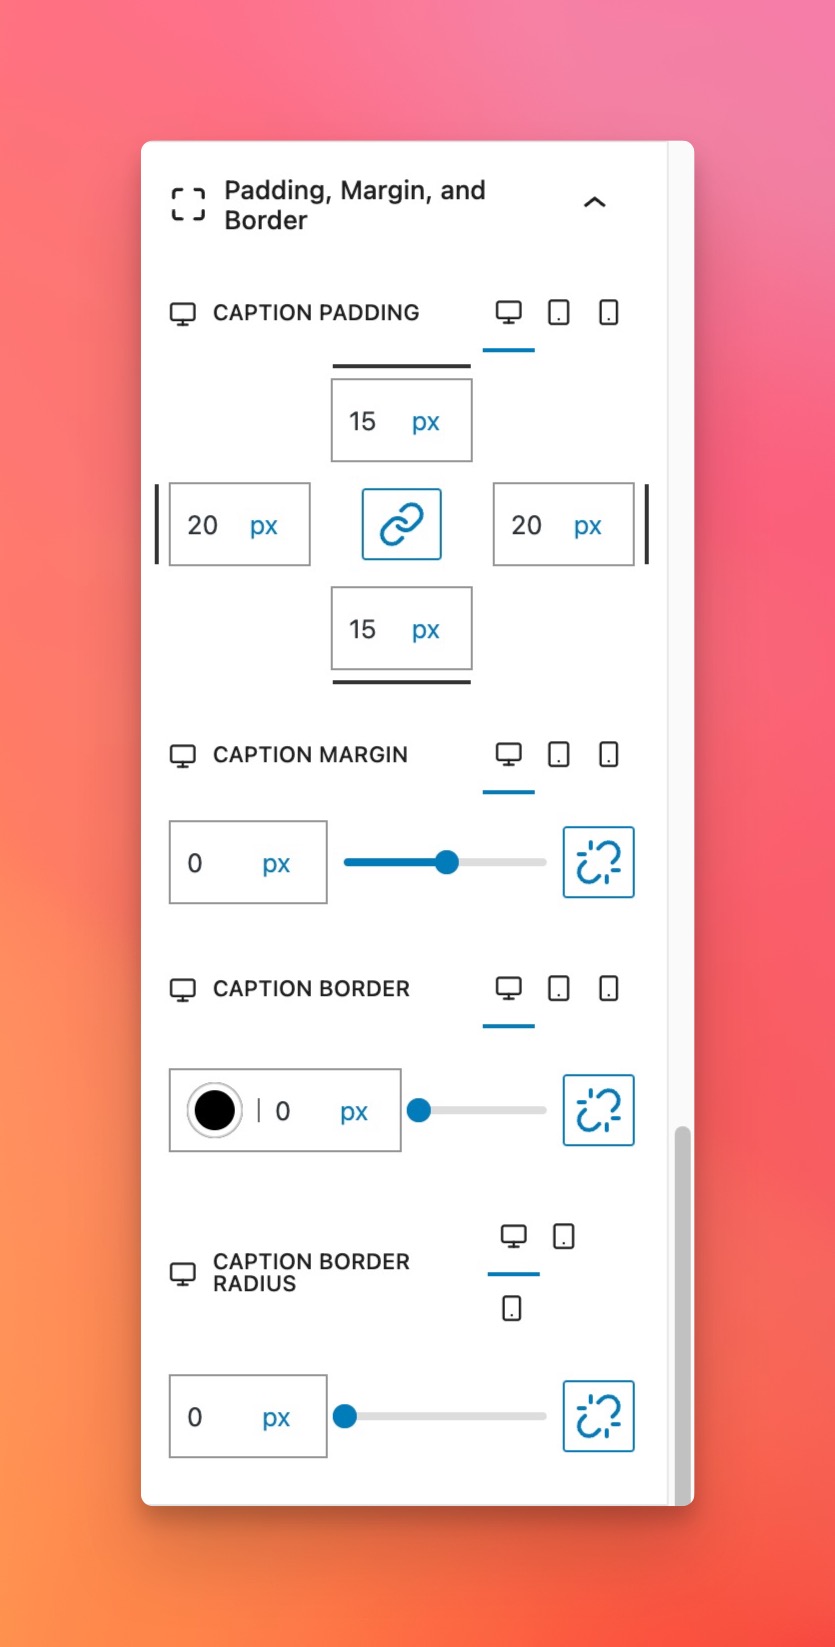 Padding, Margin, and
Border
CAPTION PADDING
15 px
20 px
20 px
15 px
CAPTION MARGIN
0 px
CAPTION BORDER
0 px
CAPTION BORDER
RADIUS
0 px